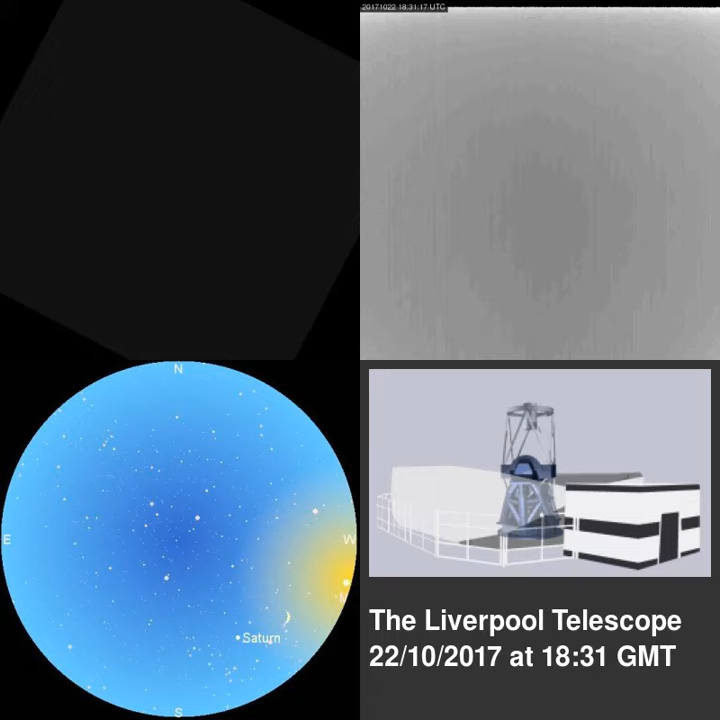 20171022 18:31:17 UTC
N
E
W
M
Saturn
S
The Liverpool Telescope
22/10/2017 at 18:31 GMT